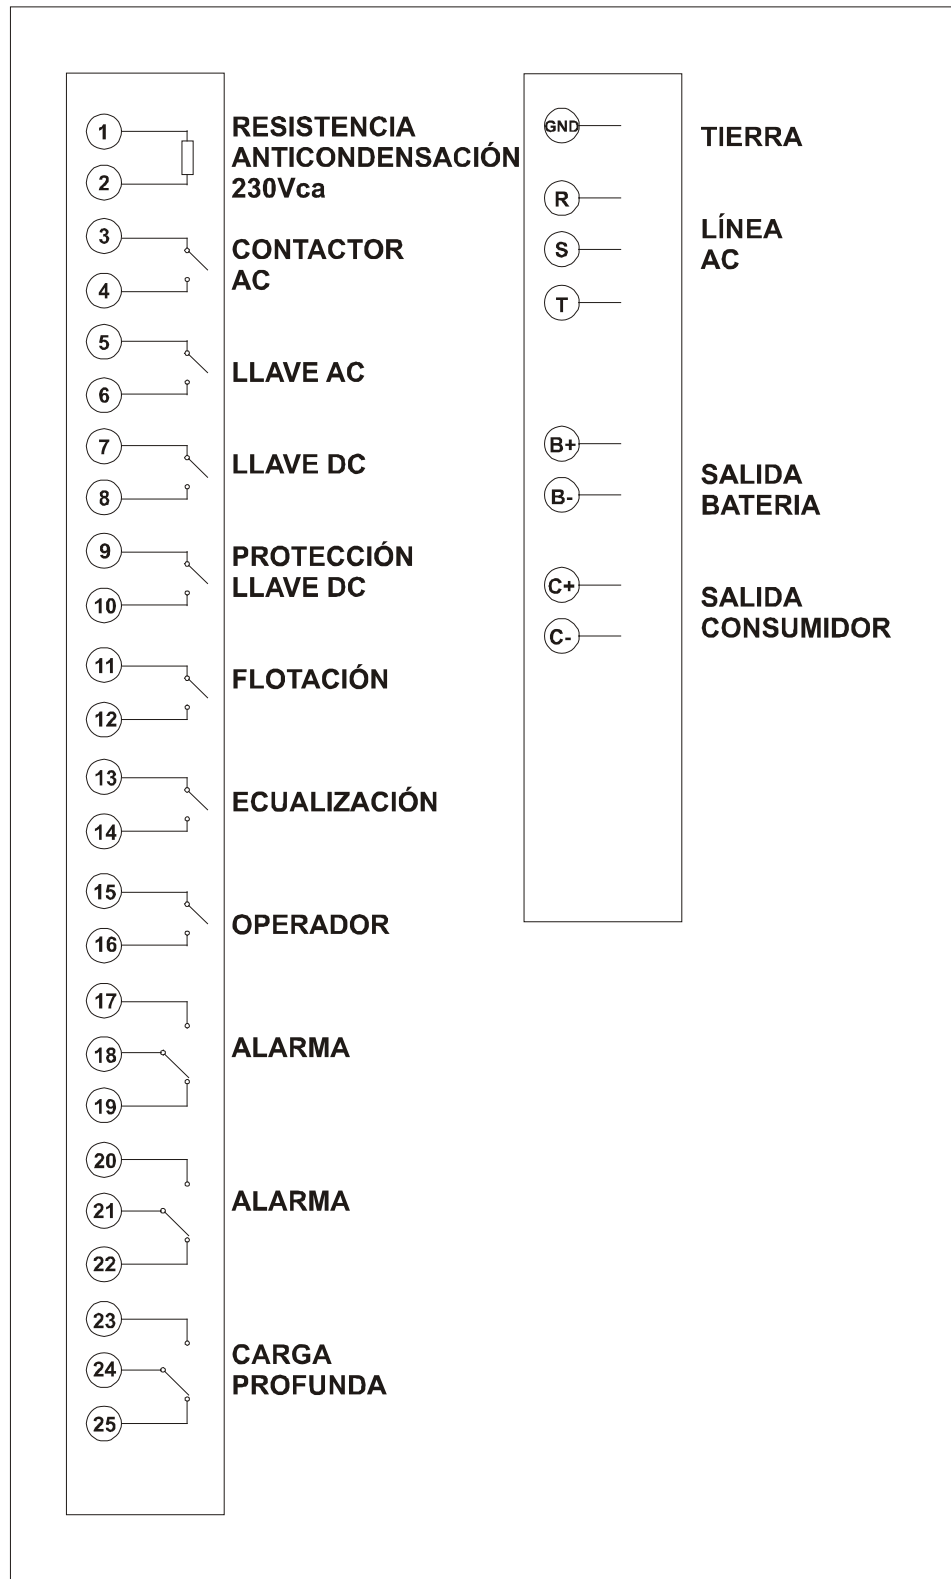 1
2
RESISTENCIA
ANTICONDENSACIÓN
230Vca
3
4
CONTACTOR
AC
5
6
LLAVE AC
7
8
LLAVE DC
9
10
PROTECCIÓN
LLAVE DC
11
12
FLOTACIÓN
13
14
ECUALIZACIÓN
15
16
OPERADOR
17
18
19
ALARMA
20
21
22
ALARMA
23
24
25
CARGA
PROFUNDA
GND
TIERRA
R
S
T
LÍNEA
AC
B+
B-
SALIDA
BATERIA
C+
C-
SALIDA
CONSUMIDOR